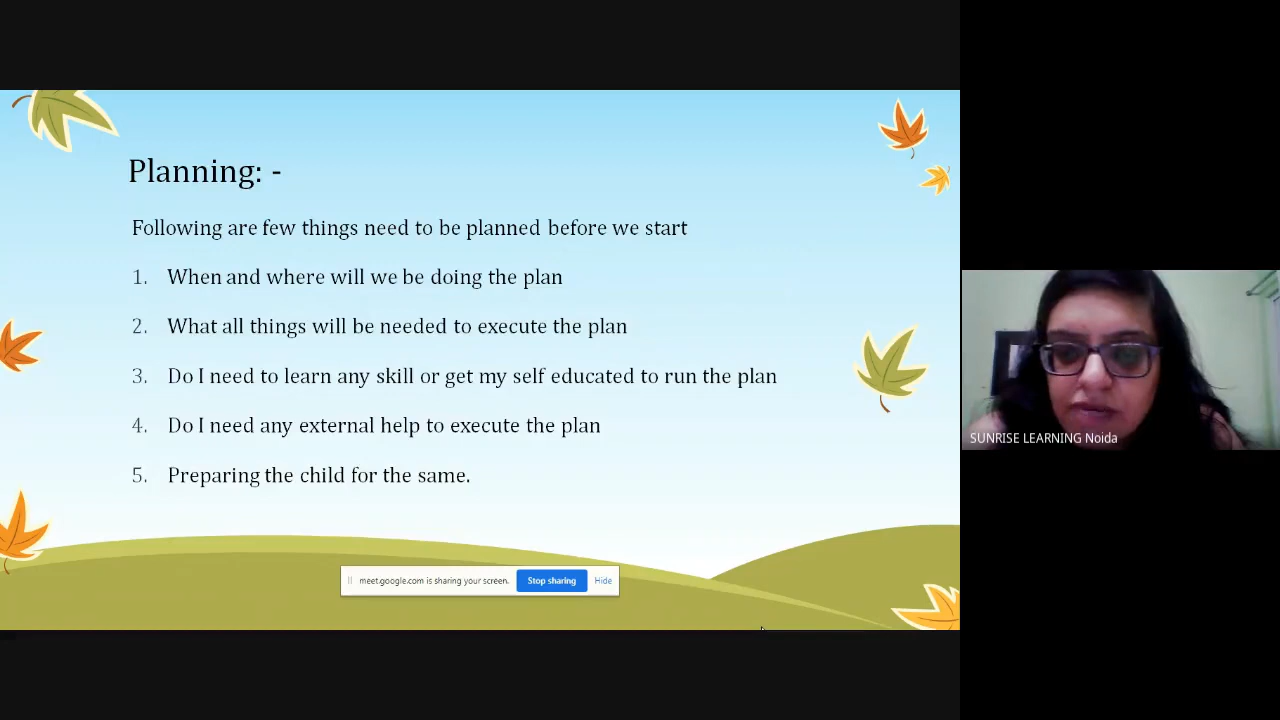 Planning: -
Following are few things need to be planned before we start
1. When and where will we be doing the plan
2. What all things will be needed to execute the plan
3. Do I need to learn any skill or get my self educated to run the plan
4. Do I need any external help to execute the plan
5. Preparing the child for the same.
meet.google.com is sharing your screen. Stop sharing Hide
SUNRISE LEARNING Noida